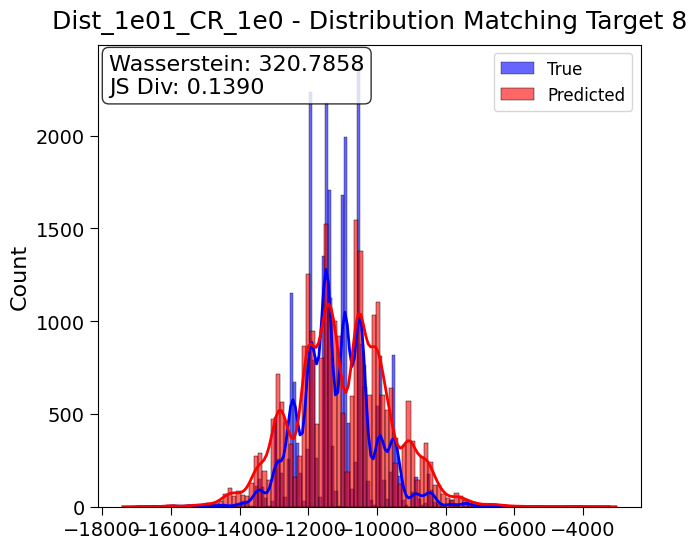 Dist_1e01_CR_1e0 - Distribution Matching Target 8
Wasserstein: 320.7858
JS Div: 0.1390
True
Predicted
Count
2000
1500
1000
500
0
−18000 −16000 −14000 −12000 −10000 −8000 −6000 −4000